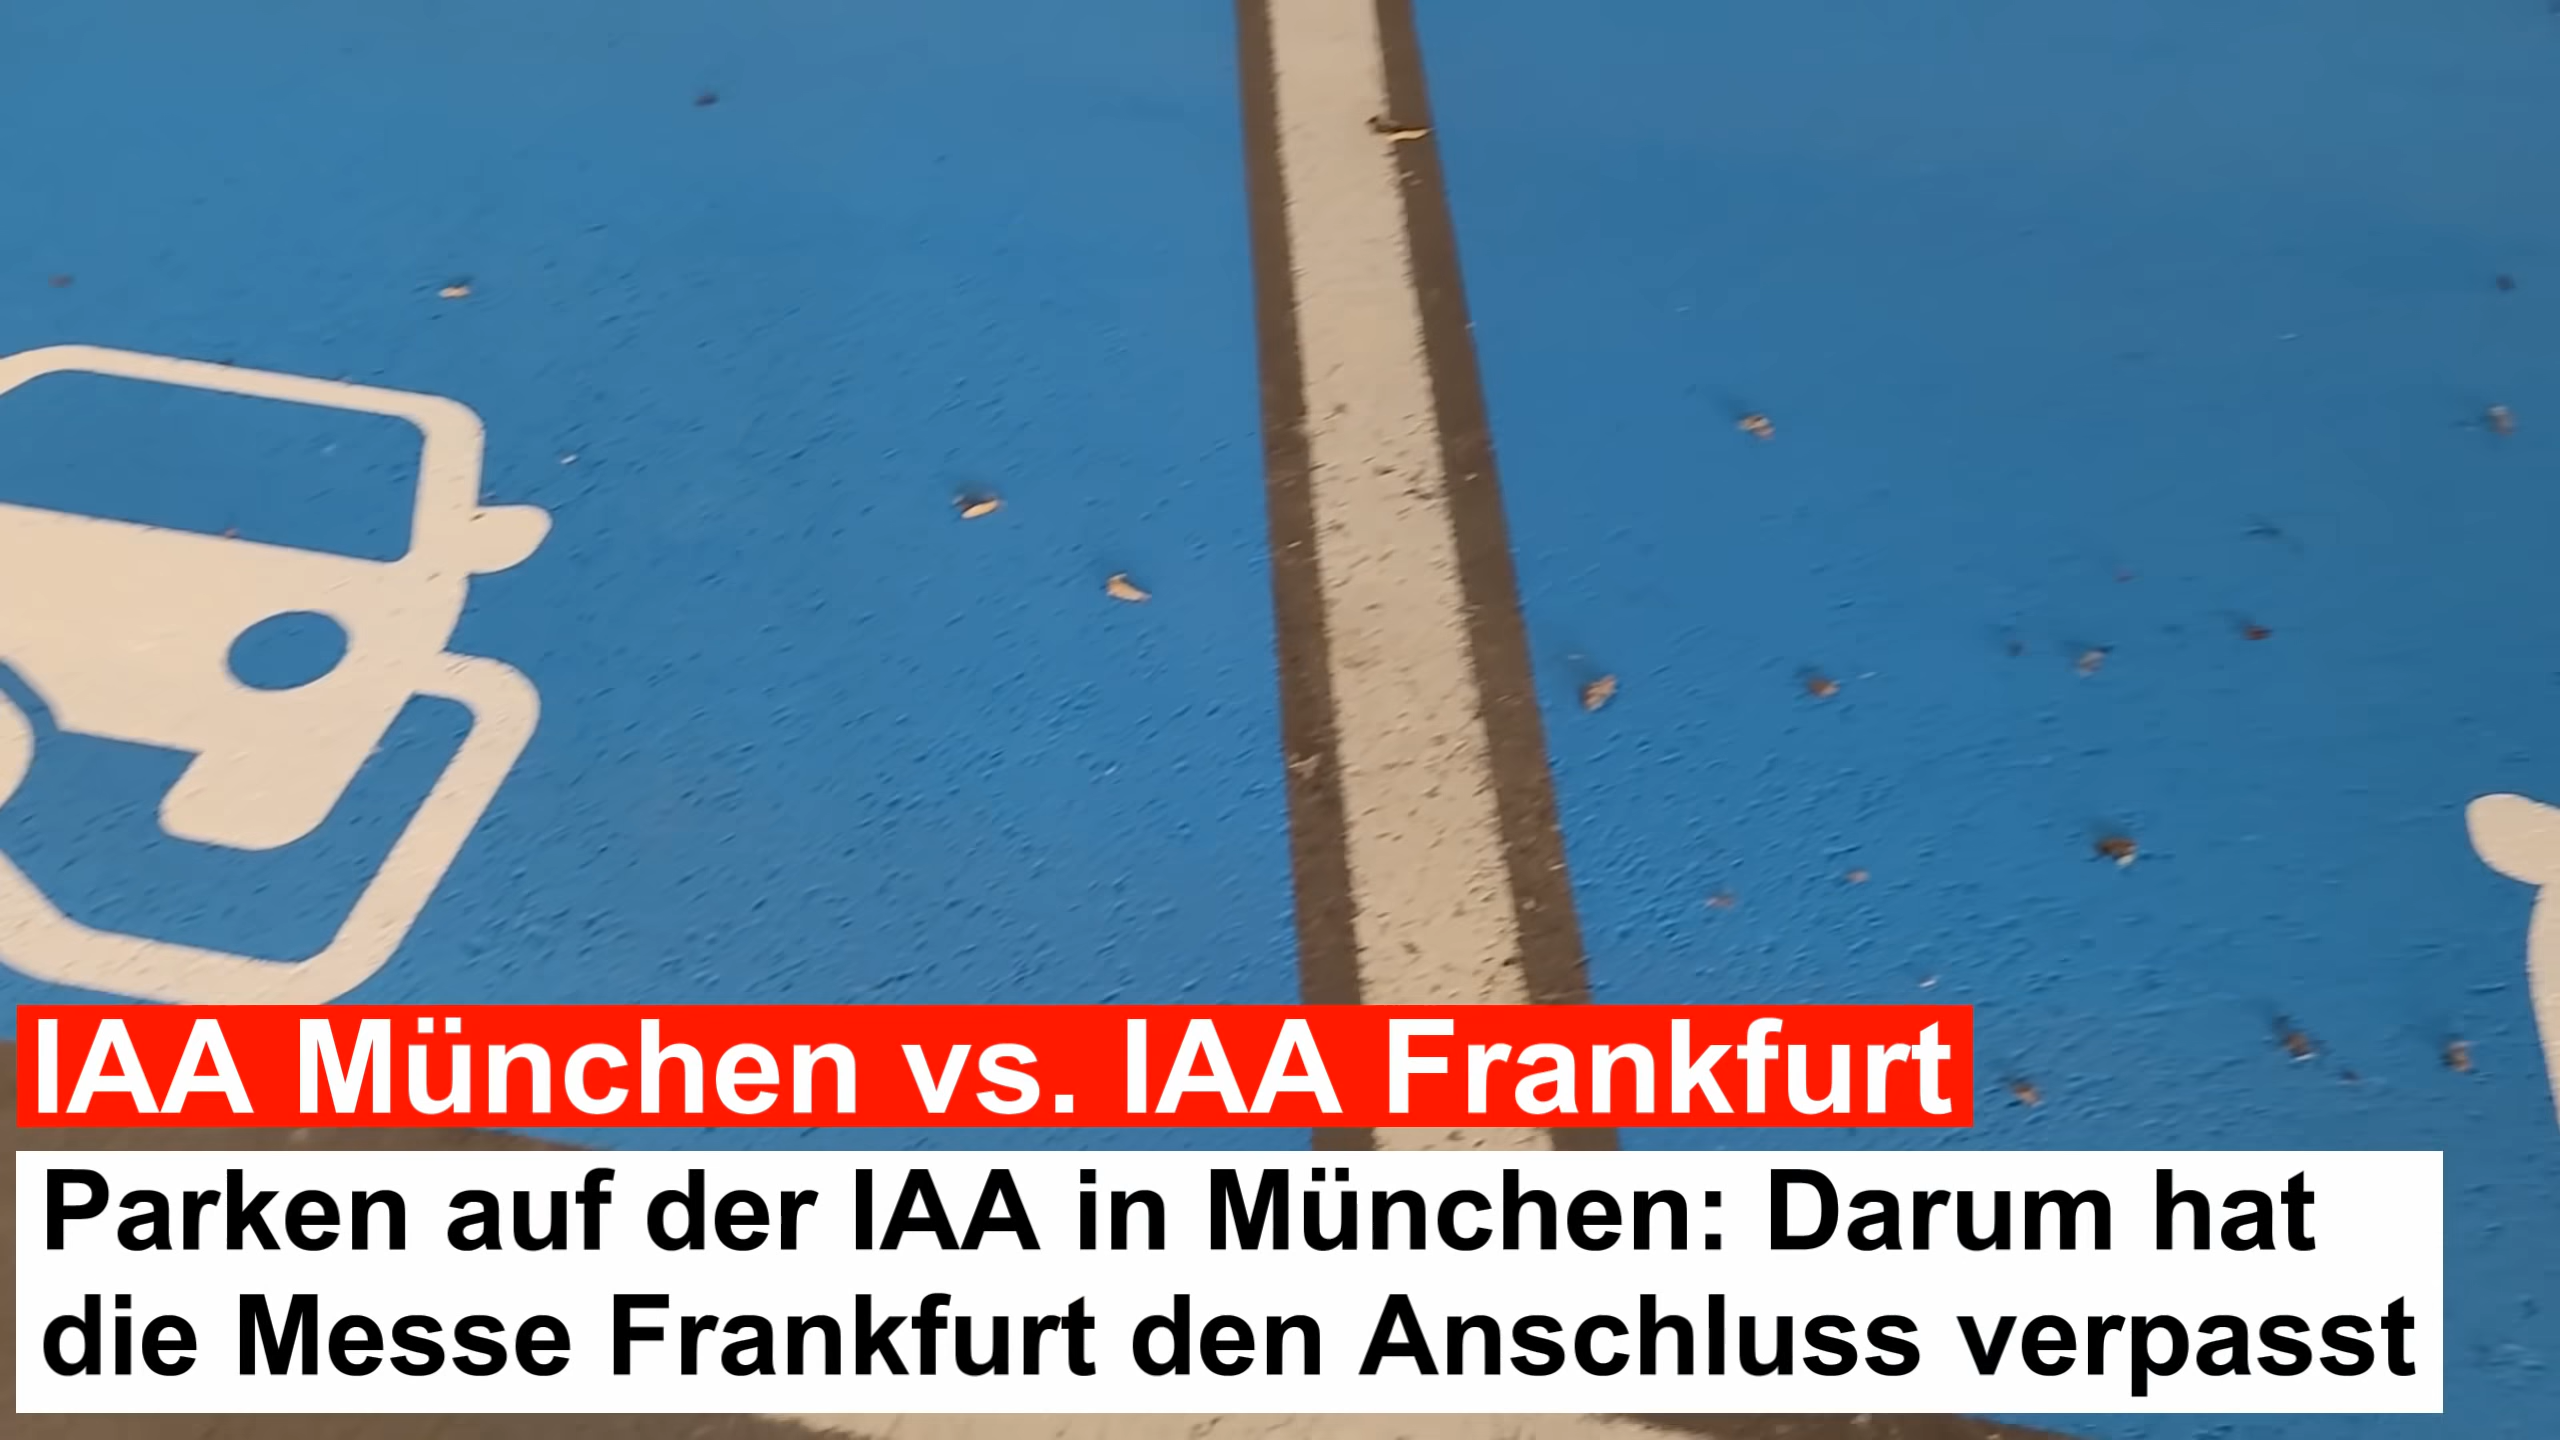 IAA München vs. IAA Frankfurt
Parken auf der IAA in München: Darum hat
die Messe Frankfurt den Anschluss verpasst